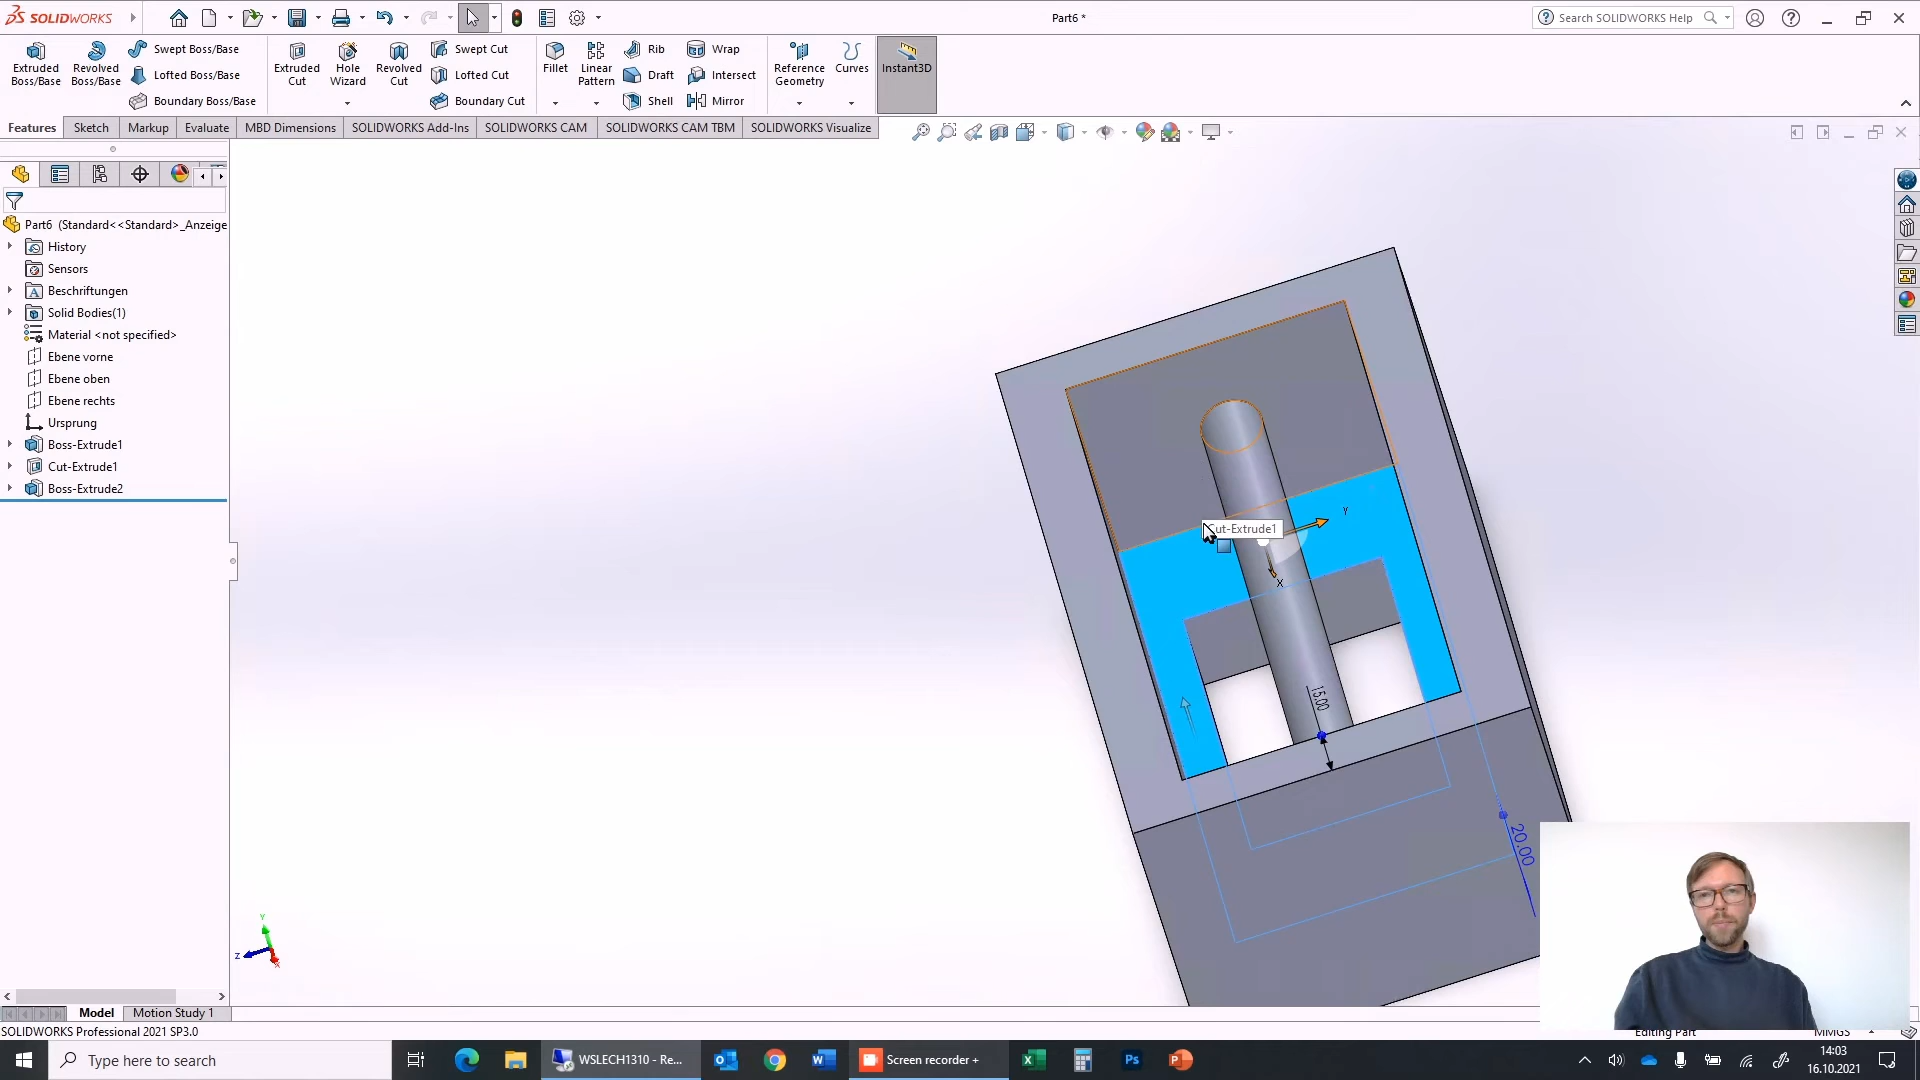 SOLIDWORKS
Part6 *
Search SOLIDWORKS Help
Extruded Boss/Base
Revolved Boss/Base
Swept Boss/Base
Lofted Boss/Base
Boundary Boss/Base
Extruded Cut
Hole Wizard
Revolved Cut
Swept Cut
Lofted Cut
Boundary Cut
Fillet
Linear Pattern
Rib
Draft
Shell
Wrap
Intersect
Mirror
Reference Geometry
Curves
Instant3D
Features
Sketch
Markup
Evaluate
MBD Dimensions
SOLIDWORKS Add-Ins
SOLIDWORKS CAM
SOLIDWORKS CAM TBM
SOLIDWORKS Visualize
Part6 (Standard<<Standard>_Anzeige
History
Sensors
Beschriftungen
Solid Bodies(1)
Material <not specified>
Ebene vorne
Ebene oben
Ebene rechts
Ursprung
Boss-Extrude1
Cut-Extrude1
Boss-Extrude2
Cut-Extrude1
Y
X
15.00
20.00
Y
Z
X
Model
Motion Study 1
SOLIDWORKS Professional 2021 SP3.0
Editing Part
MMGS
Type here to search
WSLECH1310 - Re...
Screen recorder +
14:03
16.10.2021